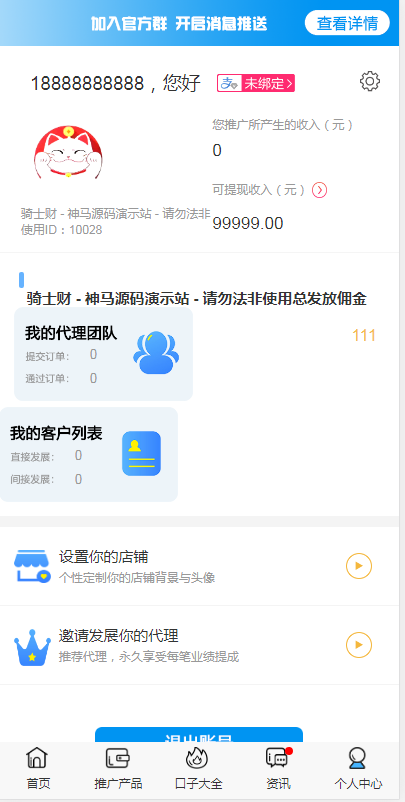 加入官方群 开启消息推送
查看详情
18888888888，您好
支 未绑定
您推广所产生的收入（元）
0
可提现收入（元）
骑士财 - 神马源码演示站 - 请勿法非
使用ID：10028
99999.00
骑士财 - 神马源码演示站 - 请勿法非使用总发放佣金
111
我的代理团队
提交订单： 0
通过订单： 0
我的客户列表
直接发展： 0
间接发展： 0
设置你的店铺
个性定制你的店铺背景与头像
邀请发展你的代理
推荐代理，永久享受每笔业绩提成
退出账号
首页
推广产品
口子大全
资讯
个人中心